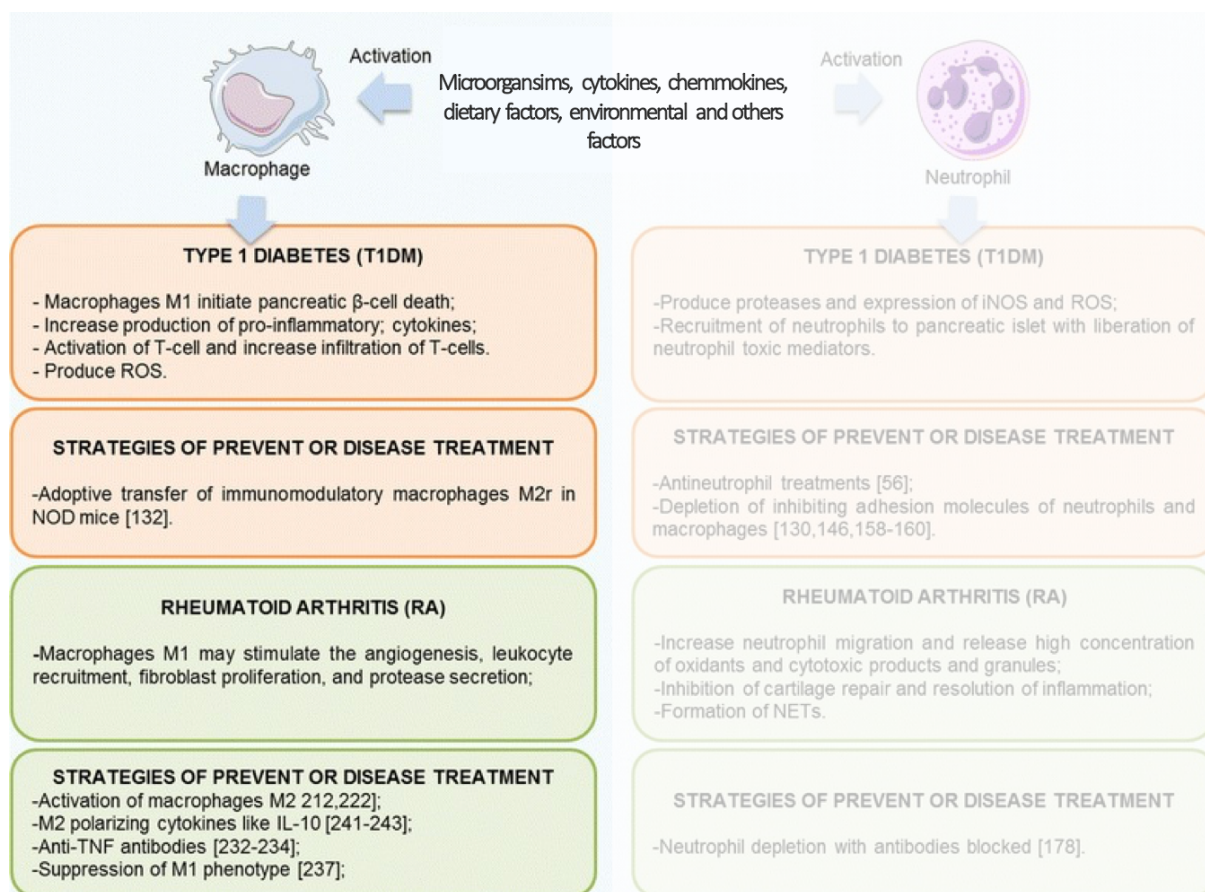 Activation
Microorgansims, cytokines, chemmokines,
dietary factors, environmental and others
factors
Activation
Macrophage
Neutrophil
TYPE 1 DIABETES (T1DM)
- Macrophages M1 initiate pancreatic β-cell death;
- Increase production of pro-inflammatory; cytokines;
- Activation of T-cell and increase infiltration of T-cells.
- Produce ROS.
STRATEGIES OF PREVENT OR DISEASE TREATMENT
-Adoptive transfer of immunomodulatory macrophages M2r in
NOD mice [132].
RHEUMATOID ARTHRITIS (RA)
-Macrophages M1 may stimulate the angiogenesis, leukocyte
recruitment, fibroblast proliferation, and protease secretion;
STRATEGIES OF PREVENT OR DISEASE TREATMENT
-Activation of macrophages M2 212,222];
-M2 polarizing cytokines like IL-10 [241-243];
-Anti-TNF antibodies [232-234];
-Suppression of M1 phenotype [237];
TYPE 1 DIABETES (T1DM)
-Produce proteases and expression of iNOS and ROS;
-Recruitment of neutrophils to pancreatic islet with liberation of
neutrophil toxic mediators.
STRATEGIES OF PREVENT OR DISEASE TREATMENT
-Antineutrophil treatments [56];
-Depletion of inhibiting adhesion molecules of neutrophils and
macrophages [130,146,158-160].
RHEUMATOID ARTHRITIS (RA)
-Increase neutrophil migration and release high concentration
of oxidants and cytotoxic products and granules;
-Inhibition of cartilage repair and resolution of inflammation;
-Formation of NETs.
STRATEGIES OF PREVENT OR DISEASE TREATMENT
-Neutrophil depletion with antibodies blocked [178].